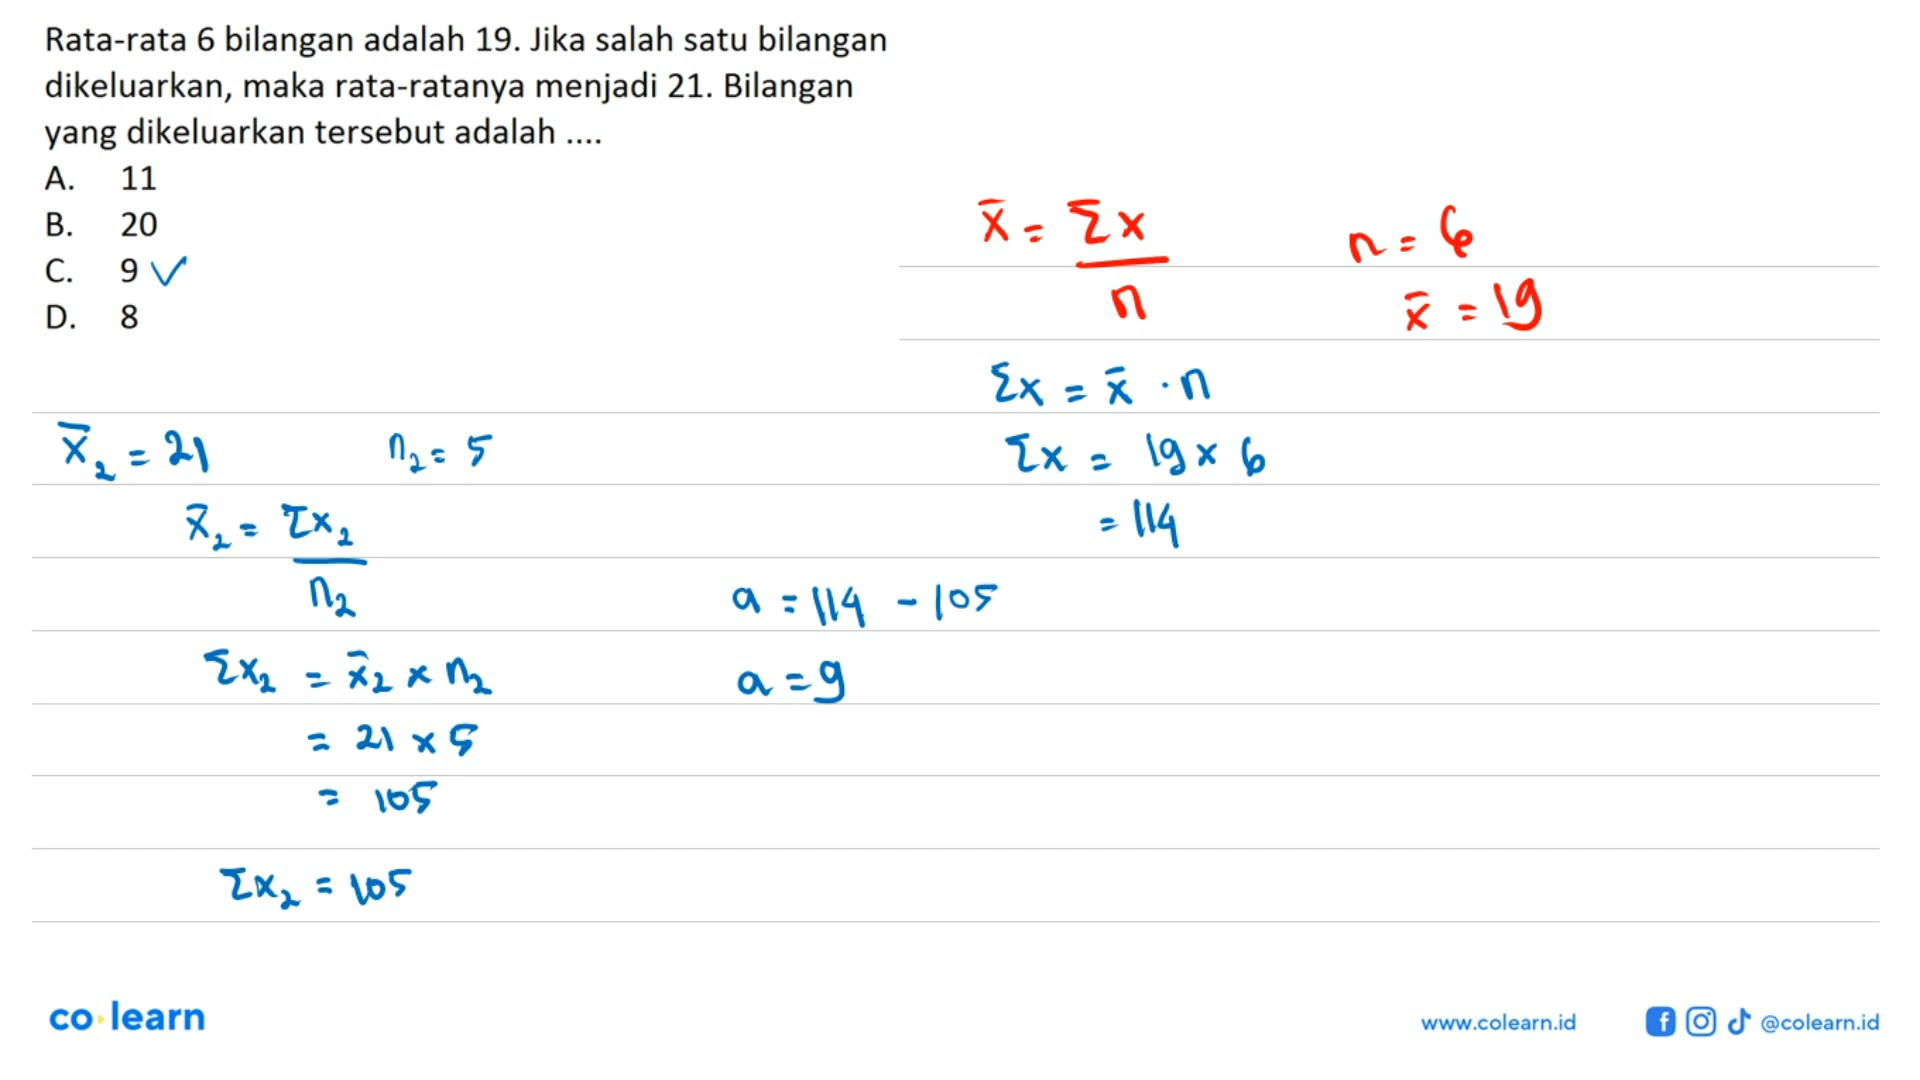 Rata-rata 6 bilangan adalah 19. Jika salah satu bilangan
dikeluarkan, maka rata-ratanya menjadi 21. Bilangan
yang dikeluarkan tersebut adalah ....
A. 11
B. 20
C. 9 ✓
D. 8
x̄ = Σx / n
n = 6
x̄ = 19
Σx = x̄ · n
Σx = 19 × 6
= 114
x̄₂ = 21 n₂ = 5
x̄₂ = Σx₂ / n₂
Σx₂ = x̄₂ × n₂
= 21 × 5
= 105
Σx₂ = 105
a = 114 - 105
a = 9
co learn
www.colearn.id
@colearn.id